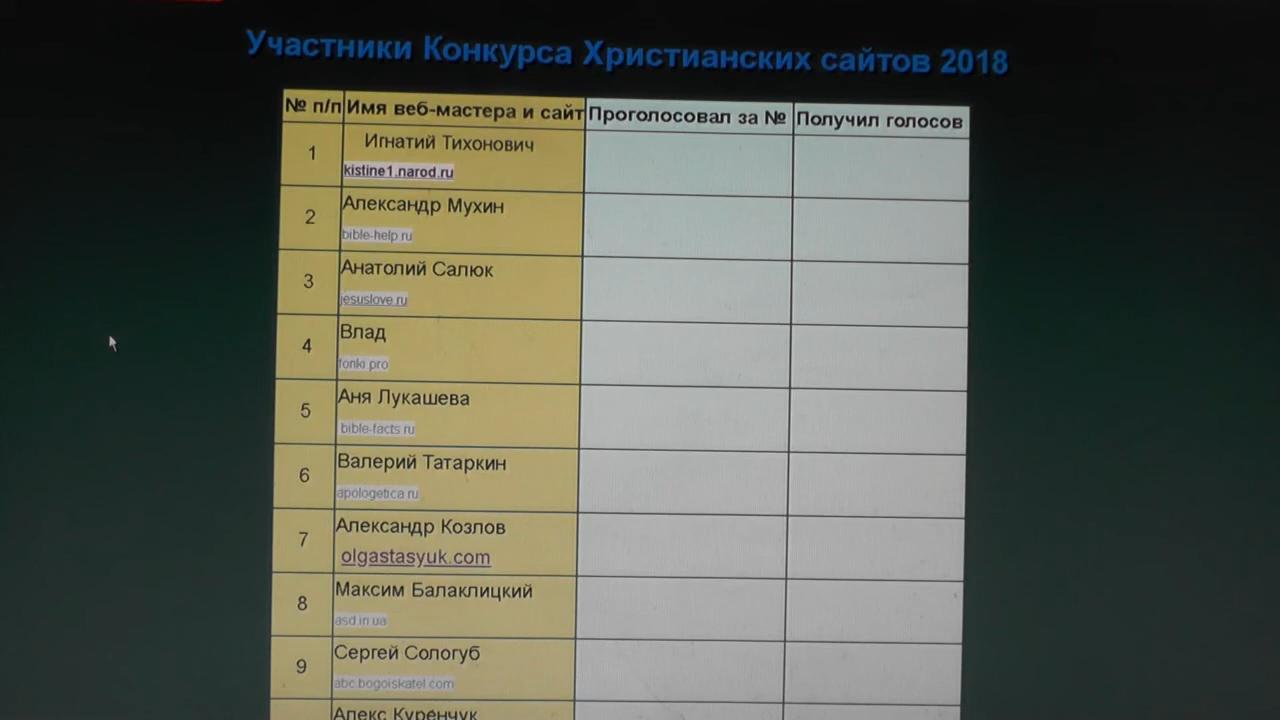 Участники Конкурса Христианских сайтов 2018
№ п/п Имя веб-мастера и сайт Проголосовал за № Получил голосов
1 Игнатий Тихонович
kistine1.narod.ru
2 Александр Мухин
bible-help.ru
3 Анатолий Салюк
jesuslove.ru
4 Влад
fonki.pro
5 Аня Лукашева
bible-facts.ru
6 Валерий Татаркин
apologetica.ru
7 Александр Козлов
olgastasyuk.com
8 Максим Балаклицкий
asd.in.ua
9 Сергей Сологуб
abc.bogoiskatel.com
Алекс Куренчук